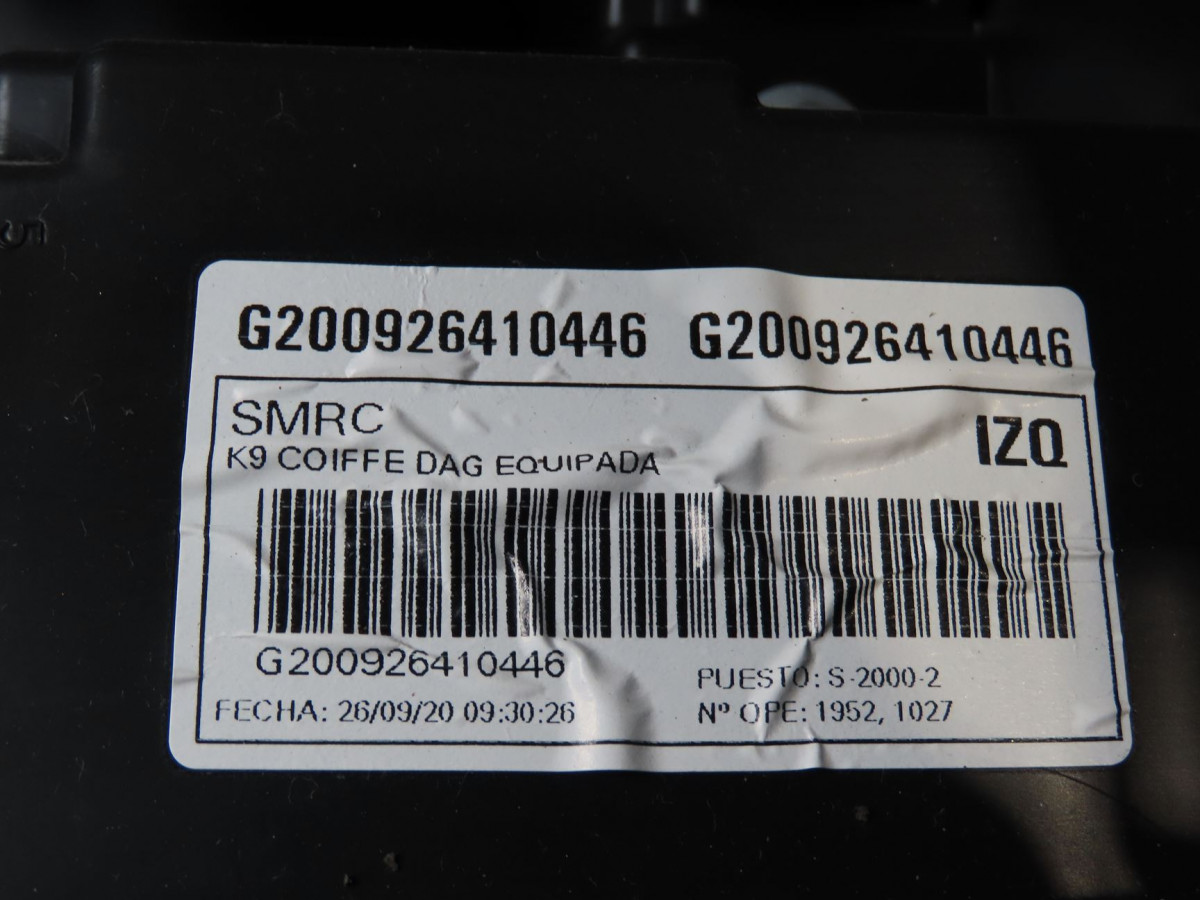 5
G200926410446 G200926410446
SMRC
IZQ
K9 COIFFE DAG EQUIPADA
G200926410446
PUESTO: S-2000-2
FECHA: 26/09/20 09:30:26
Nº OPE: 1952, 1027